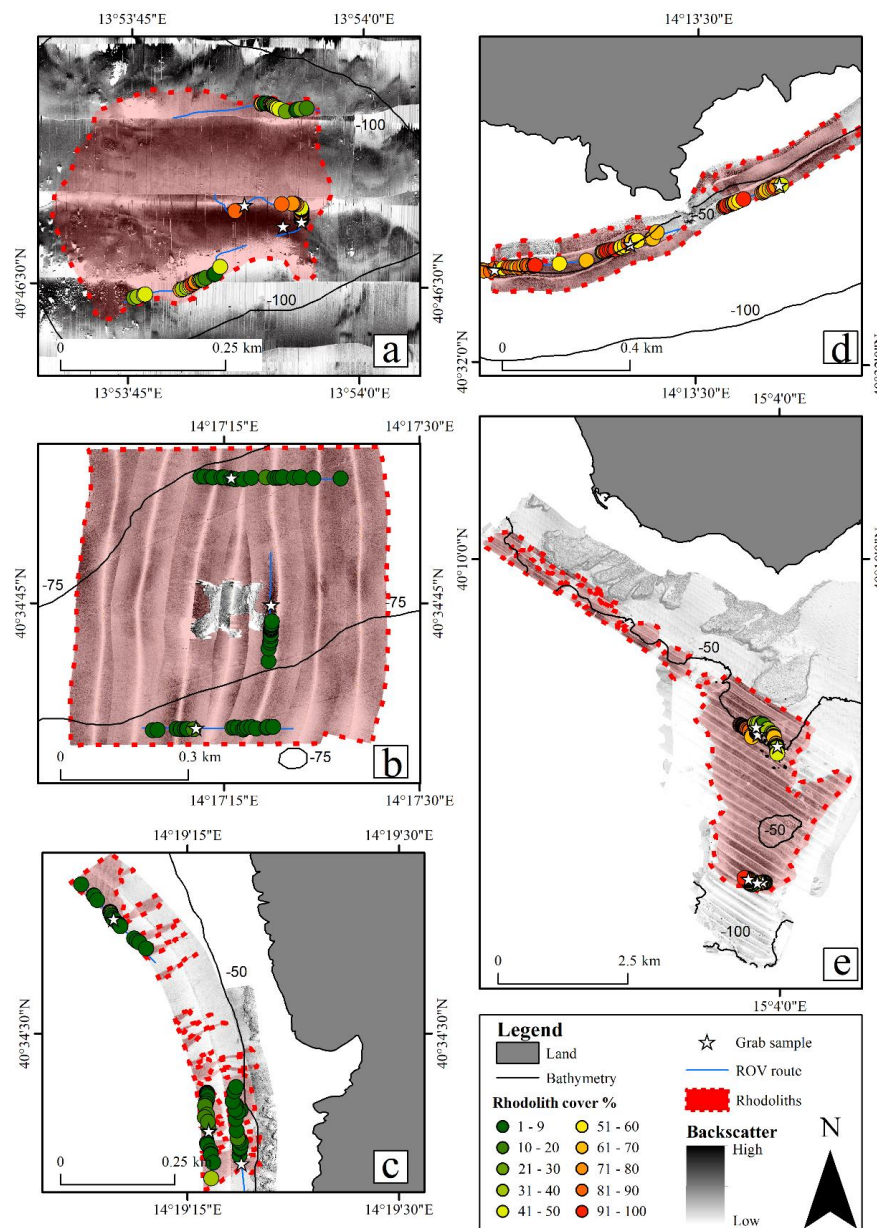 13°53'45"E 13°54'0"E
-100
-100
40°46'30"N
40°46'30"N
0 0.25 km
a
13°53'45"E 13°54'0"E
14°13'30"E
-50
-100
40°32'0"N
0 0.4 km
d
14°13'30"E
14°17'15"E 14°17'30"E
-75
-75
40°34'45"N
40°34'45"N
0 0.3 km
-75
b
14°17'15"E 14°17'30"E
15°4'0"E
40°10'0"N
-50
-50
-100
0 2.5 km
e
15°4'0"E
14°19'15"E 14°19'30"E
-50
40°34'30"N
40°34'30"N
0 0.25 km
c
14°19'15"E 14°19'30"E
Legend
Land
Bathymetry
Rhodolith cover %
1 - 9
10 - 20
21 - 30
31 - 40
41 - 50
51 - 60
61 - 70
71 - 80
81 - 90
91 - 100
Grab sample
ROV route
Rhodoliths
Backscatter
High
Low
N